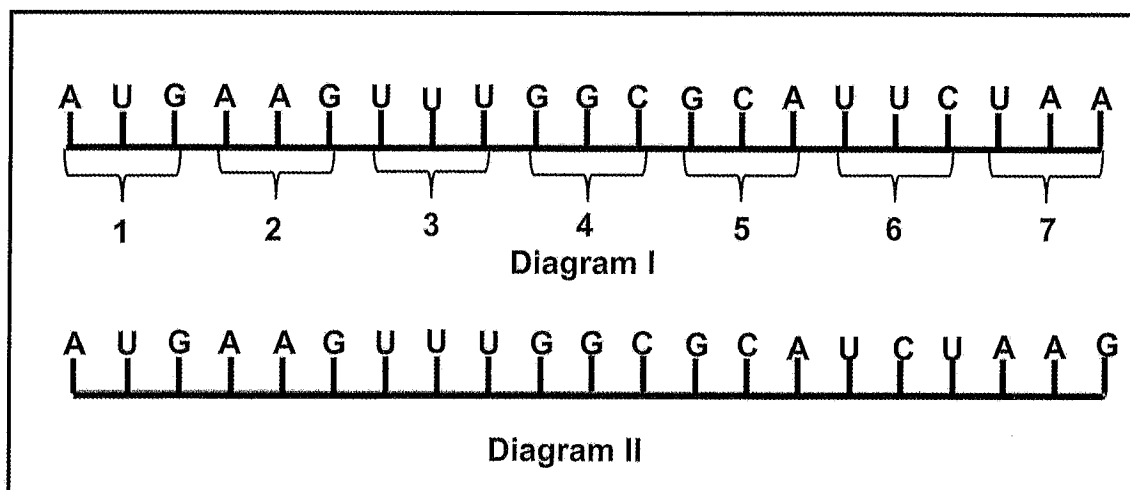 A U G A A G U U U G G C G C A U U C U A A
1 2 3 4 5 6 7
Diagram I
A U G A A G U U U G G C G C A U C U A A G
Diagram II